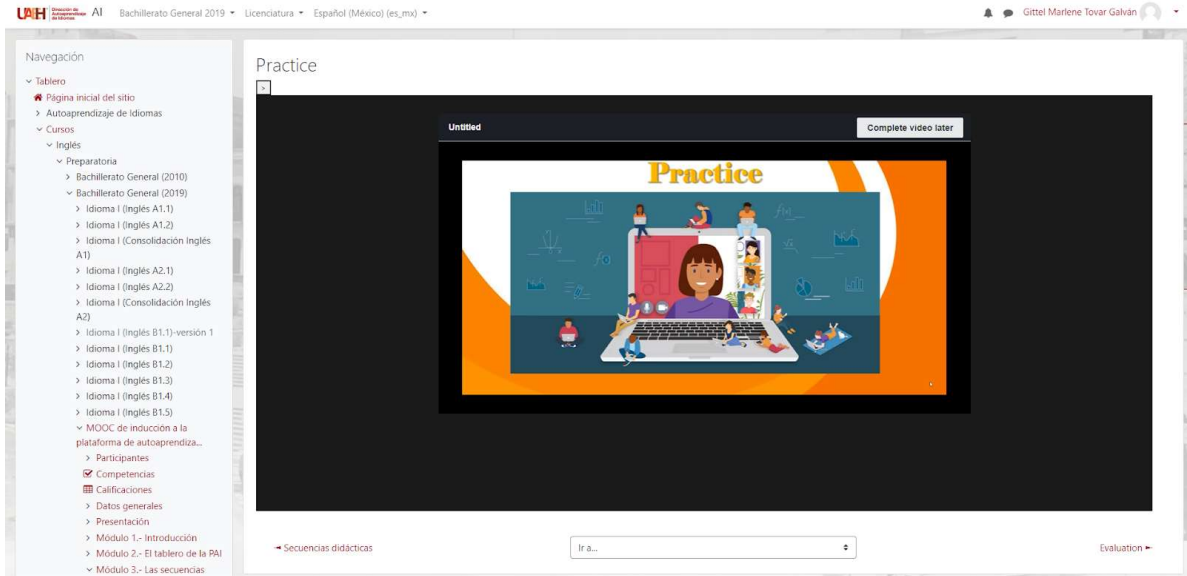 UAEH Dirección de Autoaprendizaje de Idiomas AI Bachillerato General 2019 Licenciatura Español (México) (es_mx) Gittel Marlene Tovar Galván
Navegación
Tablero
Página inicial del sitio
Autoaprendizaje de Idiomas
Cursos
Inglés
Preparatoria
Bachillerato General (2010)
Bachillerato General (2019)
Idioma I (Inglés A1.1)
Idioma I (Inglés A1.2)
Idioma I (Consolidación Inglés
A1)
Idioma I (Inglés A2.1)
Idioma I (Inglés A2.2)
Idioma I (Consolidación Inglés
A2)
Idioma I (Inglés B1.1)-versión 1
Idioma I (Inglés B1.1)
Idioma I (Inglés B1.2)
Idioma I (Inglés B1.3)
Idioma I (Inglés B1.4)
Idioma I (Inglés B1.5)
MOOC de inducción a la
plataforma de autoaprendiza...
Participantes
Competencias
Calificaciones
Datos generales
Presentación
Módulo 1.- Introducción
Módulo 2.- El tablero de la PAI
Módulo 3.- Las secuencias
Practice
Untitled Complete video later
Practice
Secuencias didácticas Ir a... Evaluation